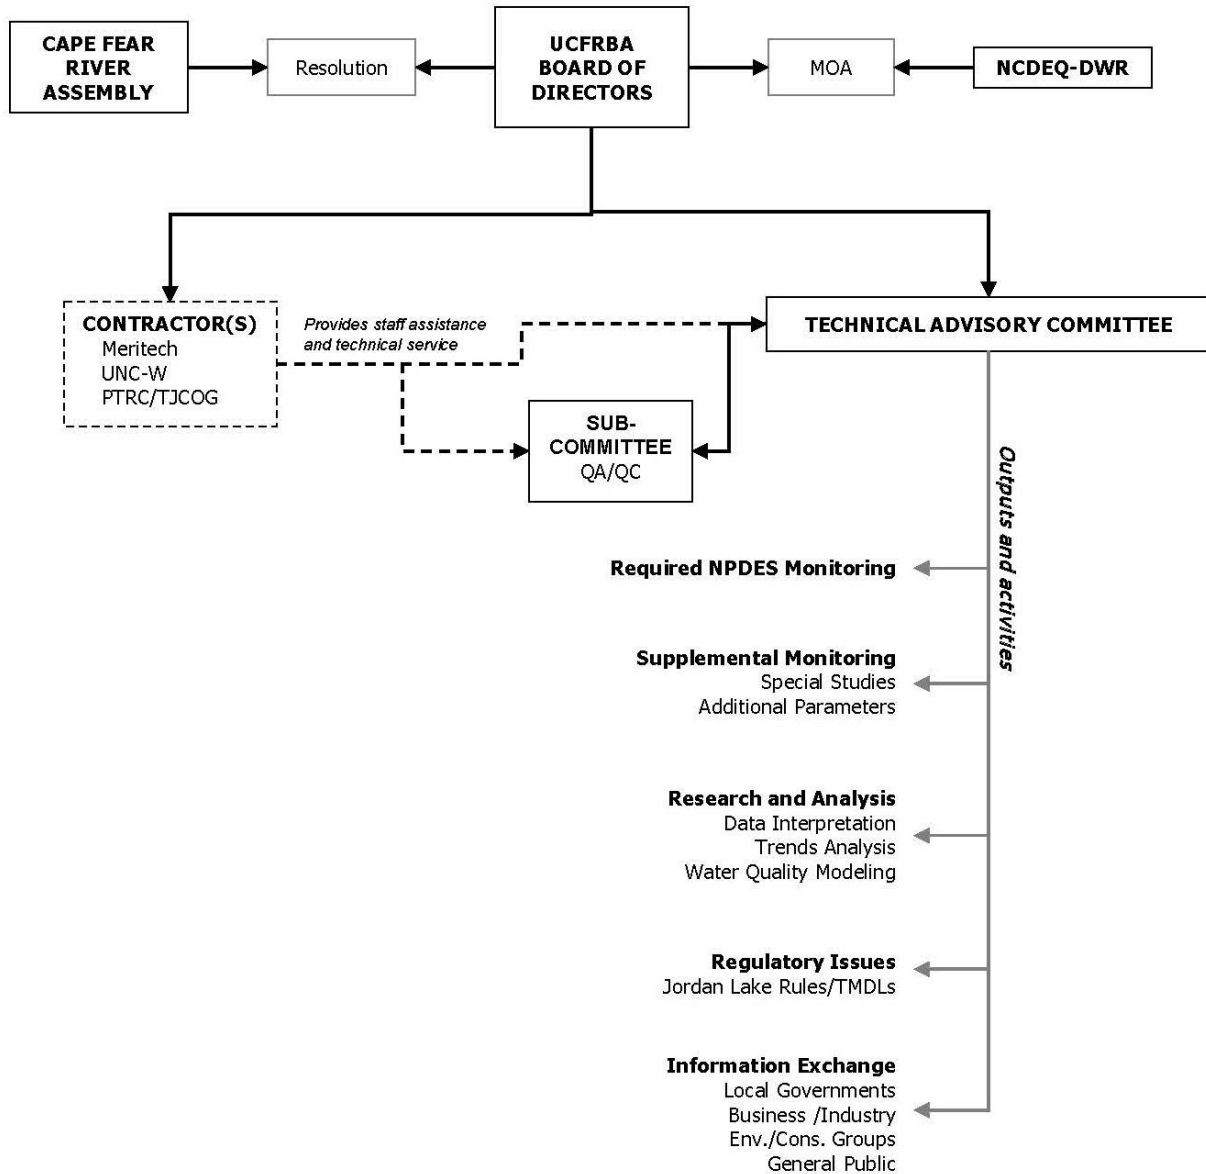 CAPE FEAR
RIVER
ASSEMBLY
Resolution
UCFRBA
BOARD OF
DIRECTORS
MOA
NCDEQ-DWR
CONTRACTOR(S)
Meritech
UNC-W
PTRC/TJCOG
Provides staff assistance
and technical service
TECHNICAL ADVISORY COMMITTEE
SUB-
COMMITTEE
QA/QC
Outputs and activities
Required NPDES Monitoring
Supplemental Monitoring
Special Studies
Additional Parameters
Research and Analysis
Data Interpretation
Trends Analysis
Water Quality Modeling
Regulatory Issues
Jordan Lake Rules/TMDLs
Information Exchange
Local Governments
Business /Industry
Env./Cons. Groups
General Public